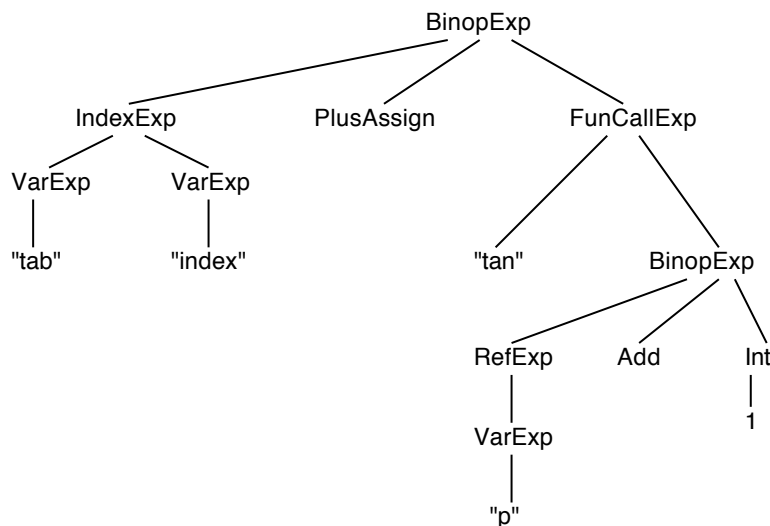 BinopExp
IndexExp PlusAssign FunCallExp
VarExp VarExp
"tab" "index" "tan" BinopExp
RefExp Add Int
VarExp 1
"p"